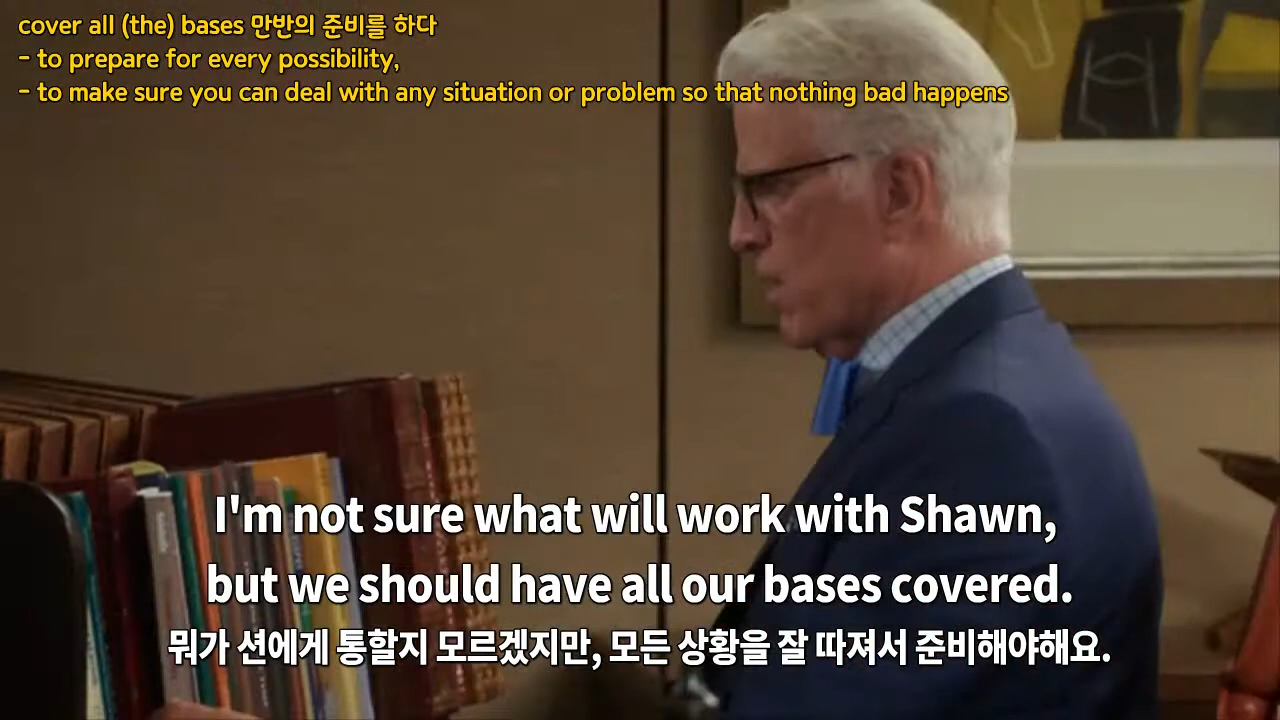 cover all (the) bases 만반의 준비를 하다
- to prepare for every possibility,
- to make sure you can deal with any situation or problem so that nothing bad happens
I'm not sure what will work with Shawn,
but we should have all our bases covered.
뭐가 션에게 통할지 모르겠지만, 모든 상황을 잘 따져서 준비해야해요.